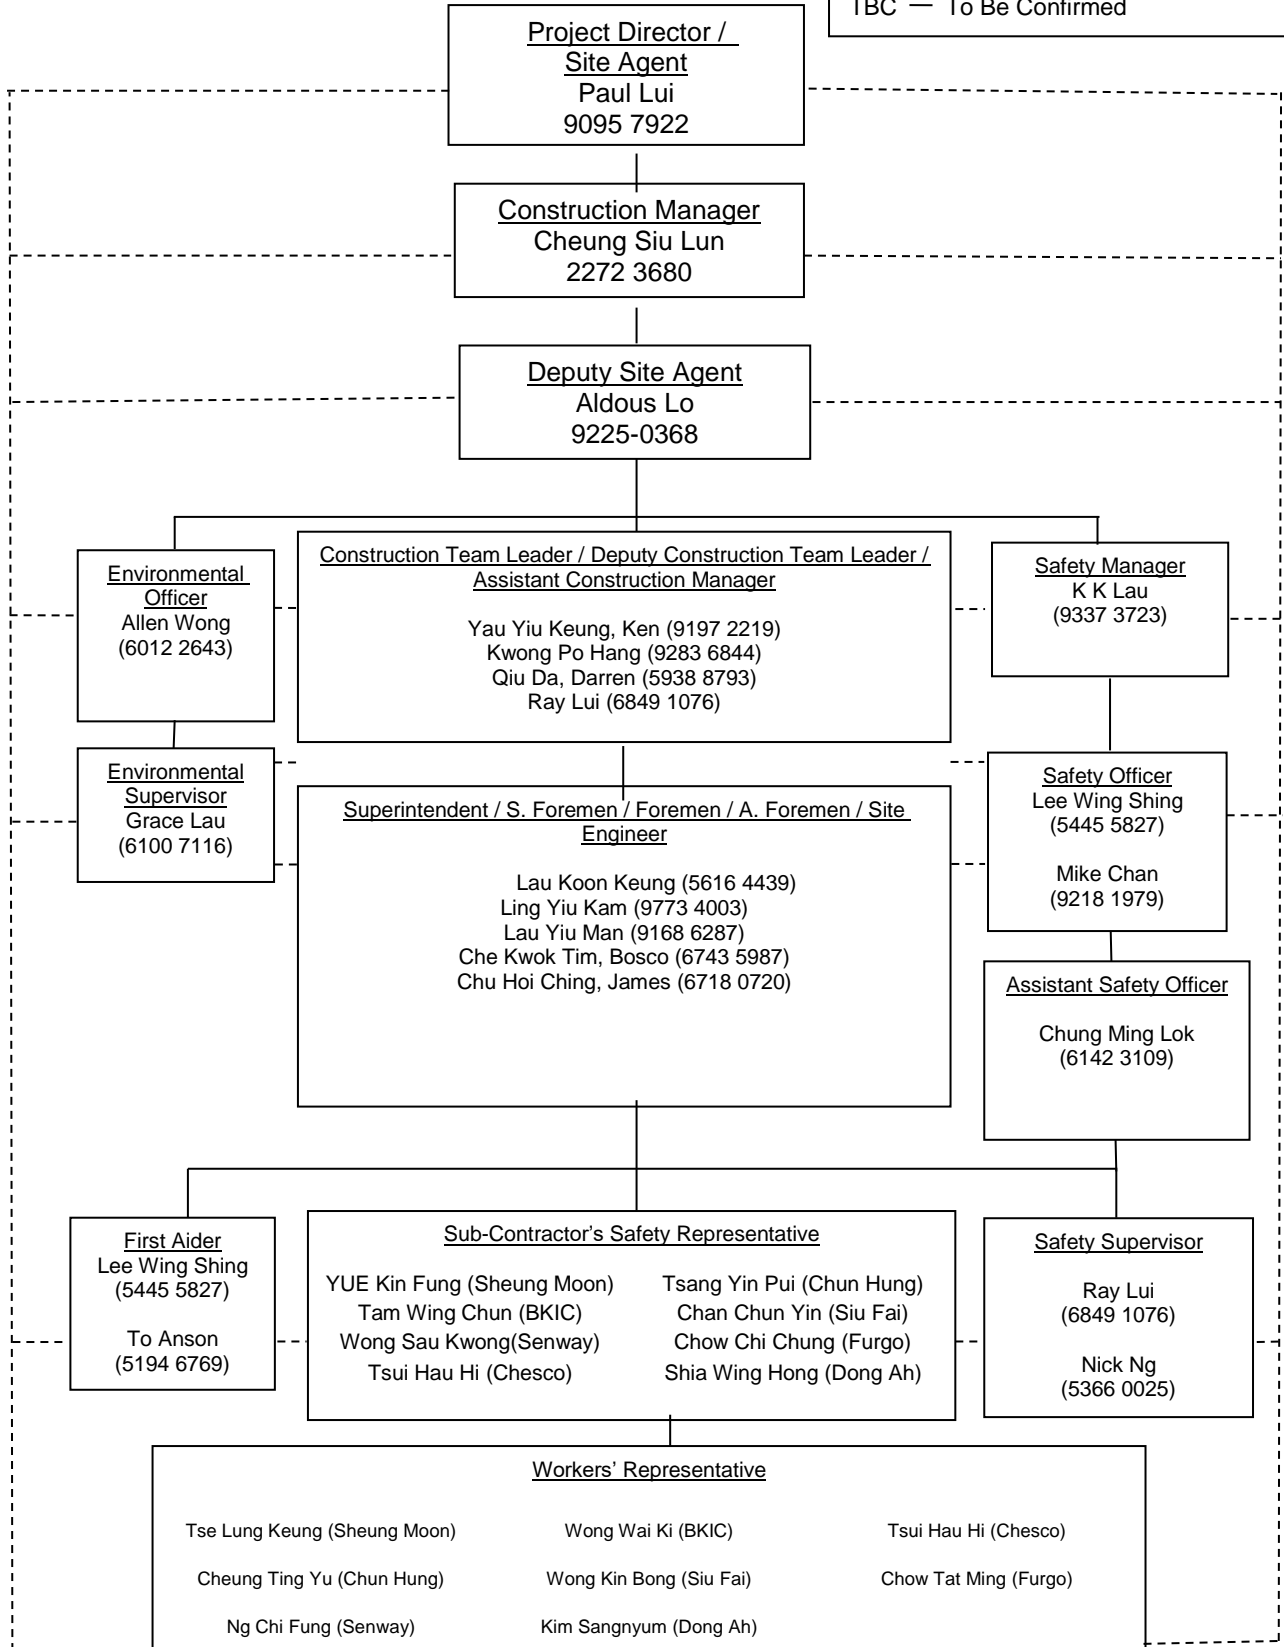 TBC — To Be Confirmed
Project Director /
Site Agent
Paul Lui
9095 7922
Construction Manager
Cheung Siu Lun
2272 3680
Deputy Site Agent
Aldous Lo
9225-0368
Environmental
Officer
Allen Wong
(6012 2643)
Construction Team Leader / Deputy Construction Team Leader /
Assistant Construction Manager
Yau Yiu Keung, Ken (9197 2219)
Kwong Po Hang (9283 6844)
Qiu Da, Darren (5938 8793)
Ray Lui (6849 1076)
Safety Manager
K K Lau
(9337 3723)
Environmental
Supervisor
Grace Lau
(6100 7116)
Superintendent / S. Foremen / Foremen / A. Foremen / Site
Engineer
Lau Koon Keung (5616 4439)
Ling Yiu Kam (9773 4003)
Lau Yiu Man (9168 6287)
Che Kwok Tim, Bosco (6743 5987)
Chu Hoi Ching, James (6718 0720)
Safety Officer
Lee Wing Shing
(5445 5827)
Mike Chan
(9218 1979)
Assistant Safety Officer
Chung Ming Lok
(6142 3109)
First Aider
Lee Wing Shing
(5445 5827)
To Anson
(5194 6769)
Sub-Contractor’s Safety Representative
YUE Kin Fung (Sheung Moon) Tsang Yin Pui (Chun Hung)
Tam Wing Chun (BKIC) Chan Chun Yin (Siu Fai)
Wong Sau Kwong(Senway) Chow Chi Chung (Furgo)
Tsui Hau Hi (Chesco) Shia Wing Hong (Dong Ah)
Safety Supervisor
Ray Lui
(6849 1076)
Nick Ng
(5366 0025)
Workers’ Representative
Tse Lung Keung (Sheung Moon) Wong Wai Ki (BKIC) Tsui Hau Hi (Chesco)
Cheung Ting Yu (Chun Hung) Wong Kin Bong (Siu Fai) Chow Tat Ming (Furgo)
Ng Chi Fung (Senway) Kim Sangnyum (Dong Ah)